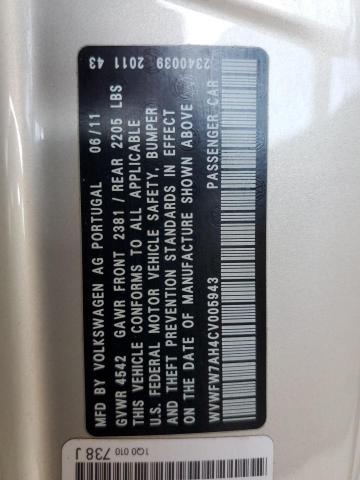 MFD BY VOLKSWAGEN AG PORTUGAL 06/11 2340039 2011 43
GVWR 4542 GAWR FRONT 2381 / REAR 2205 LBS
THIS VEHICLE CONFORMS TO ALL APPLICABLE
U.S. FEDERAL MOTOR VEHICLE SAFETY, BUMPER
AND THEFT PREVENTION STANDARDS IN EFFECT
ON THE DATE OF MANUFACTURE SHOWN ABOVE
WVWFW7AH4CV005943 PASSENGER CAR
1Q0 010
738 J